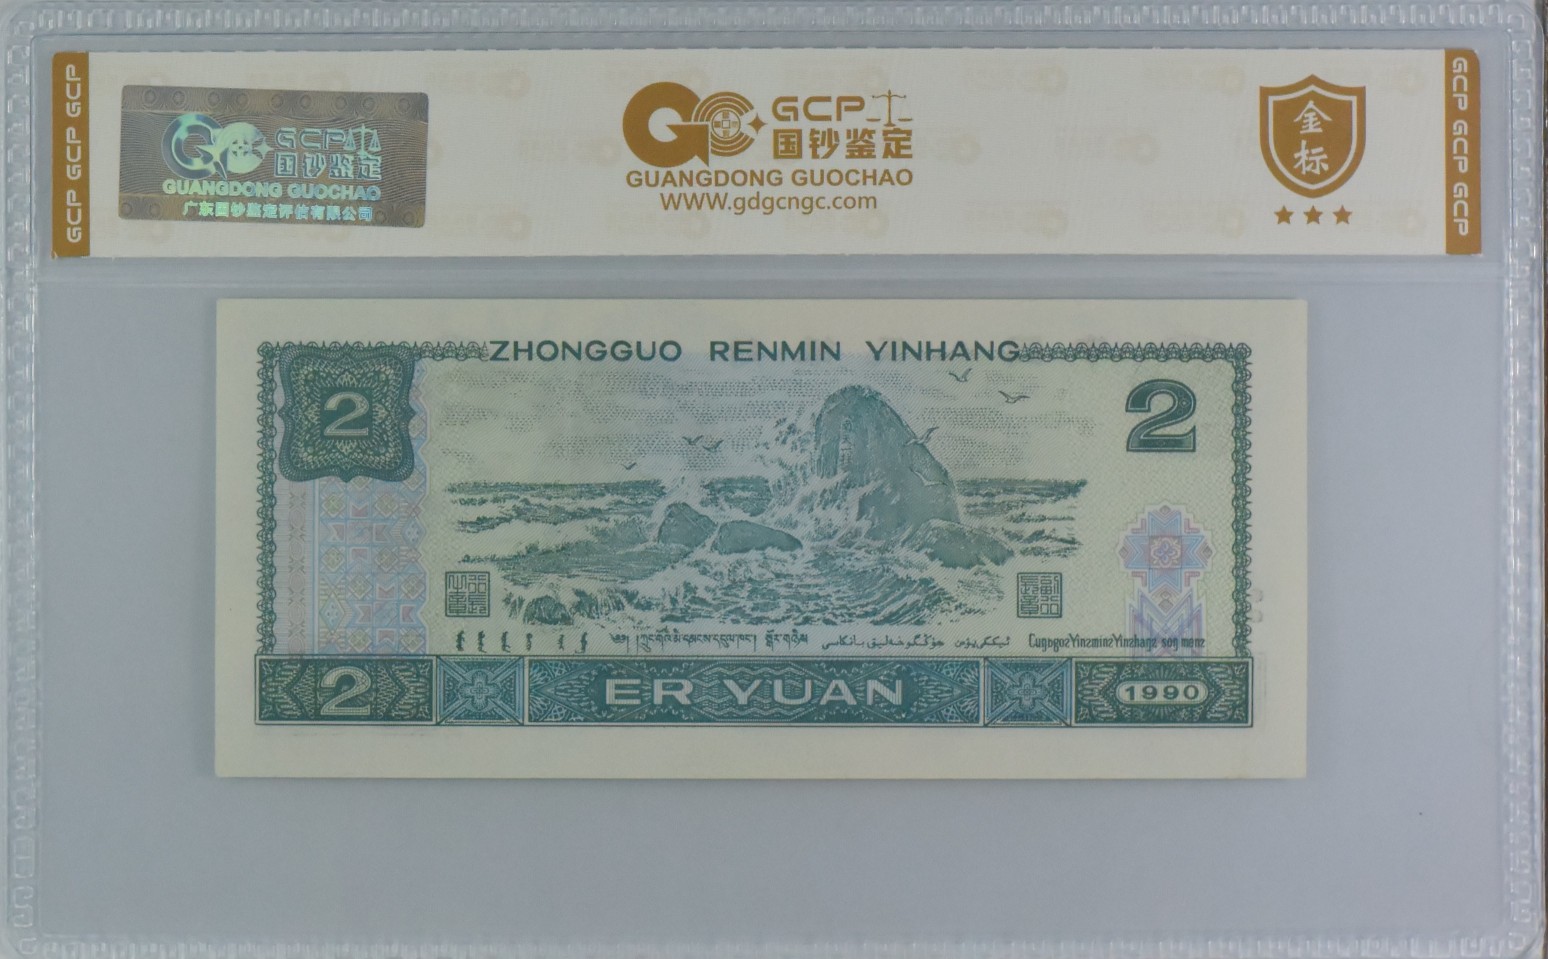 GCP GCP GCP
GCP
国钞鉴定
GUANGDONG GUOCHAO
广东国钞鉴定评估有限公司
GCP
国钞鉴定
GUANGDONG GUOCHAO
WWW.gdgcngc.com
金标
GCP GCP GCP
ZHONGGUO RENMIN YINHANG
2
2
2
ER YUAN
1990